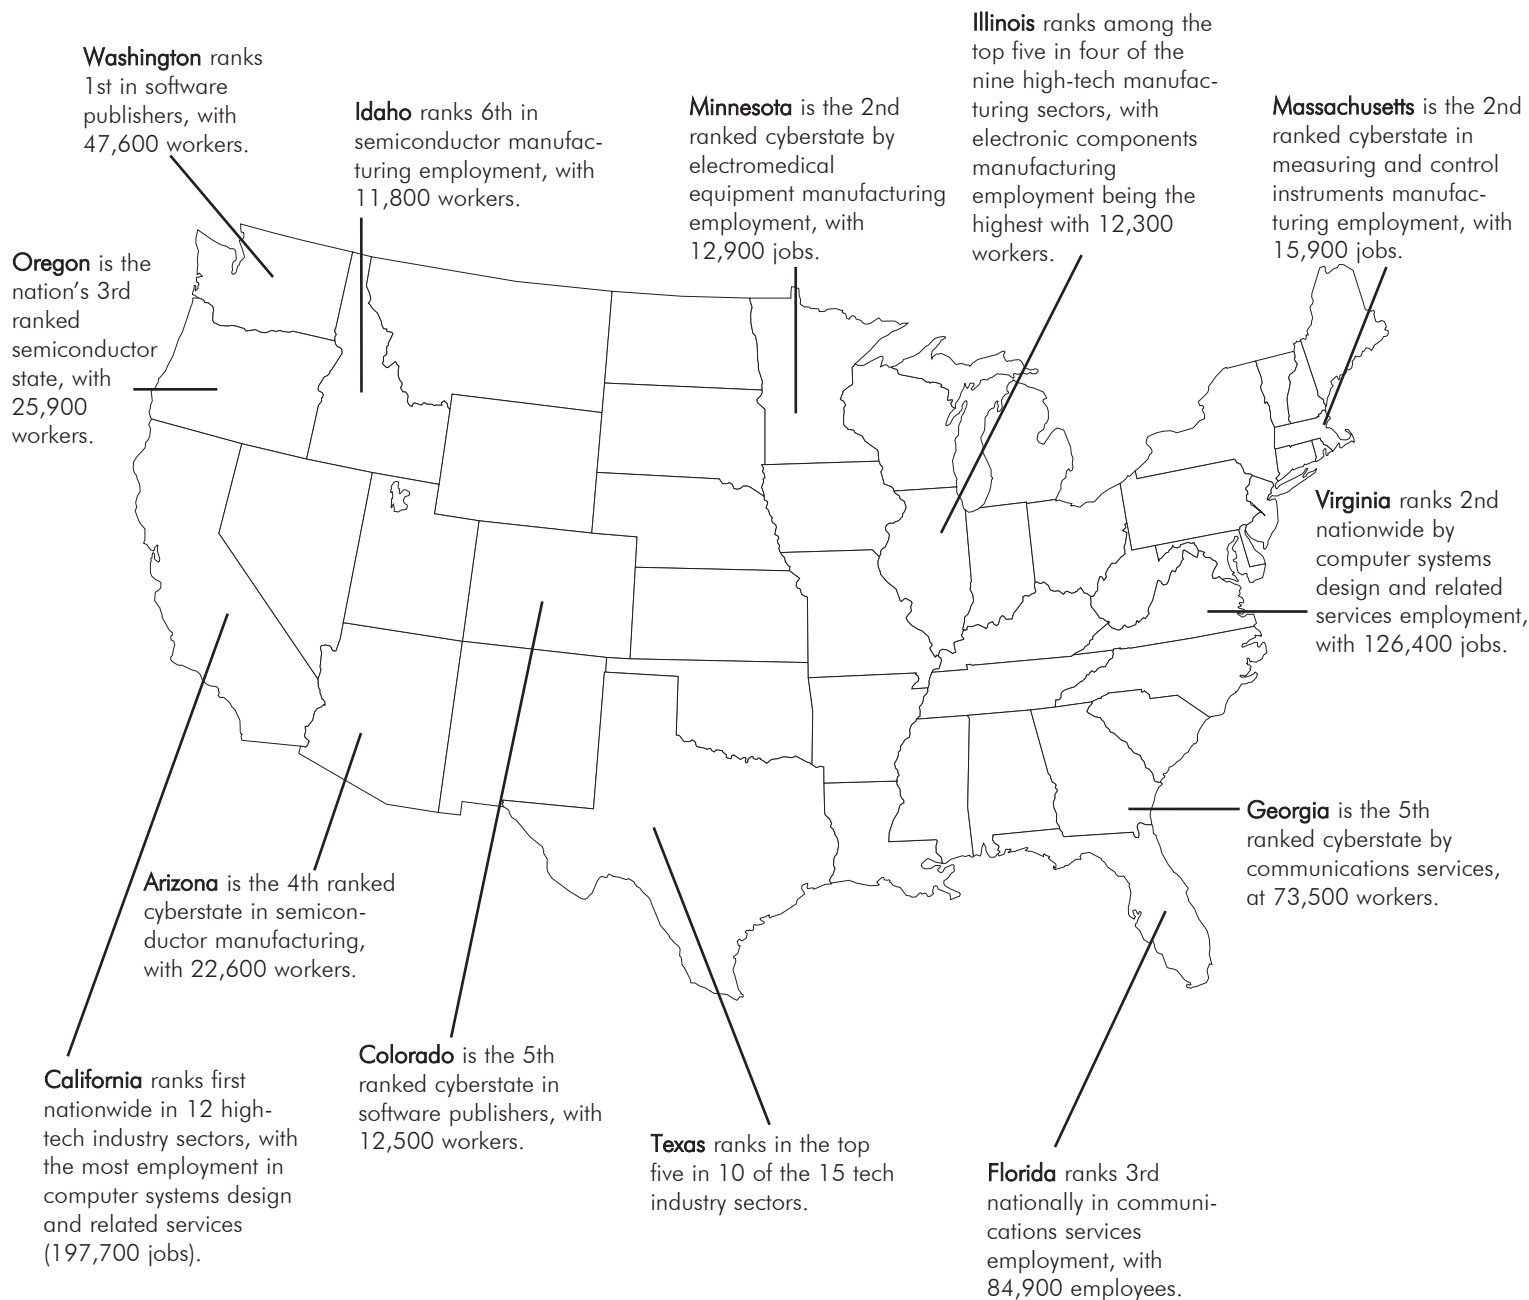 Washington ranks
1st in software
publishers, with
47,600 workers.
Idaho ranks 6th in
semiconductor manufac-
turing employment, with
11,800 workers.
Minnesota is the 2nd
ranked cyberstate by
electromedical
equipment manufacturing
employment, with
12,900 jobs.
Illinois ranks among the
top five in four of the
nine high-tech manufac-
turing sectors, with
electronic components
manufacturing
employment being the
highest with 12,300
workers.
Massachusetts is the 2nd
ranked cyberstate in
measuring and control
instruments manufac-
turing employment, with
15,900 jobs.
Oregon is the
nation’s 3rd
ranked
semiconductor
state, with
25,900
workers.
Virginia ranks 2nd
nationwide by
computer systems
design and related
services employment,
with 126,400 jobs.
Georgia is the 5th
ranked cyberstate by
communications services,
at 73,500 workers.
Arizona is the 4th ranked
cyberstate in semicon-
ductor manufacturing,
with 22,600 workers.
California ranks first
nationwide in 12 high-
tech industry sectors, with
the most employment in
computer systems design
and related services
(197,700 jobs).
Colorado is the 5th
ranked cyberstate in
software publishers, with
12,500 workers.
Texas ranks in the top
five in 10 of the 15 tech
industry sectors.
Florida ranks 3rd
nationally in communi-
cations services
employment, with
84,900 employees.